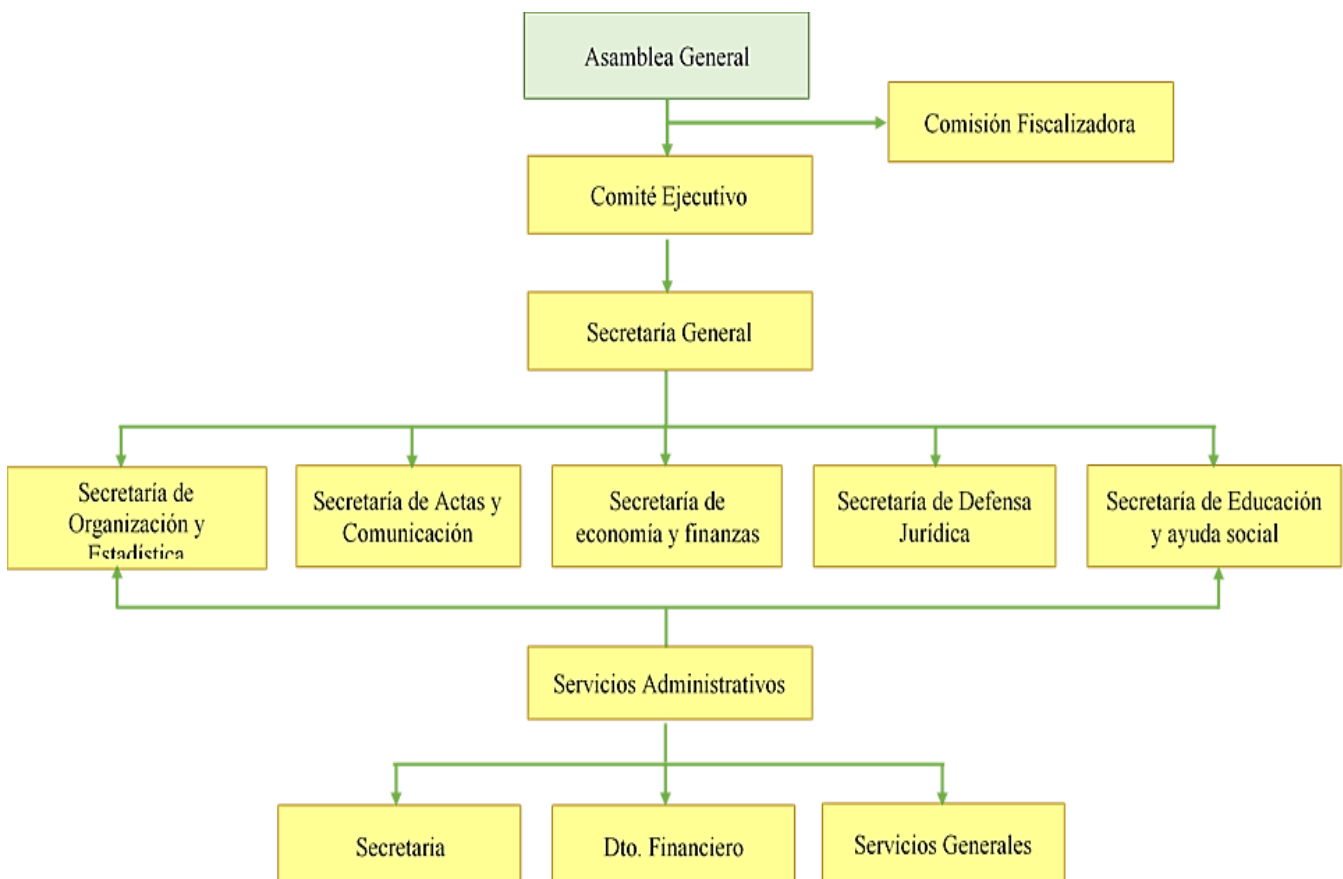 Asamblea General
Comisión Fiscalizadora
Comité Ejecutivo
Secretaría General
Secretaría de
Organización y
Estadística
Secretaría de Actas y
Comunicación
Secretaría de
economía y finanzas
Secretaría de Defensa
Jurídica
Secretaría de Educación
y ayuda social
Servicios Administrativos
Secretaria
Dto. Financiero
Servicios Generales